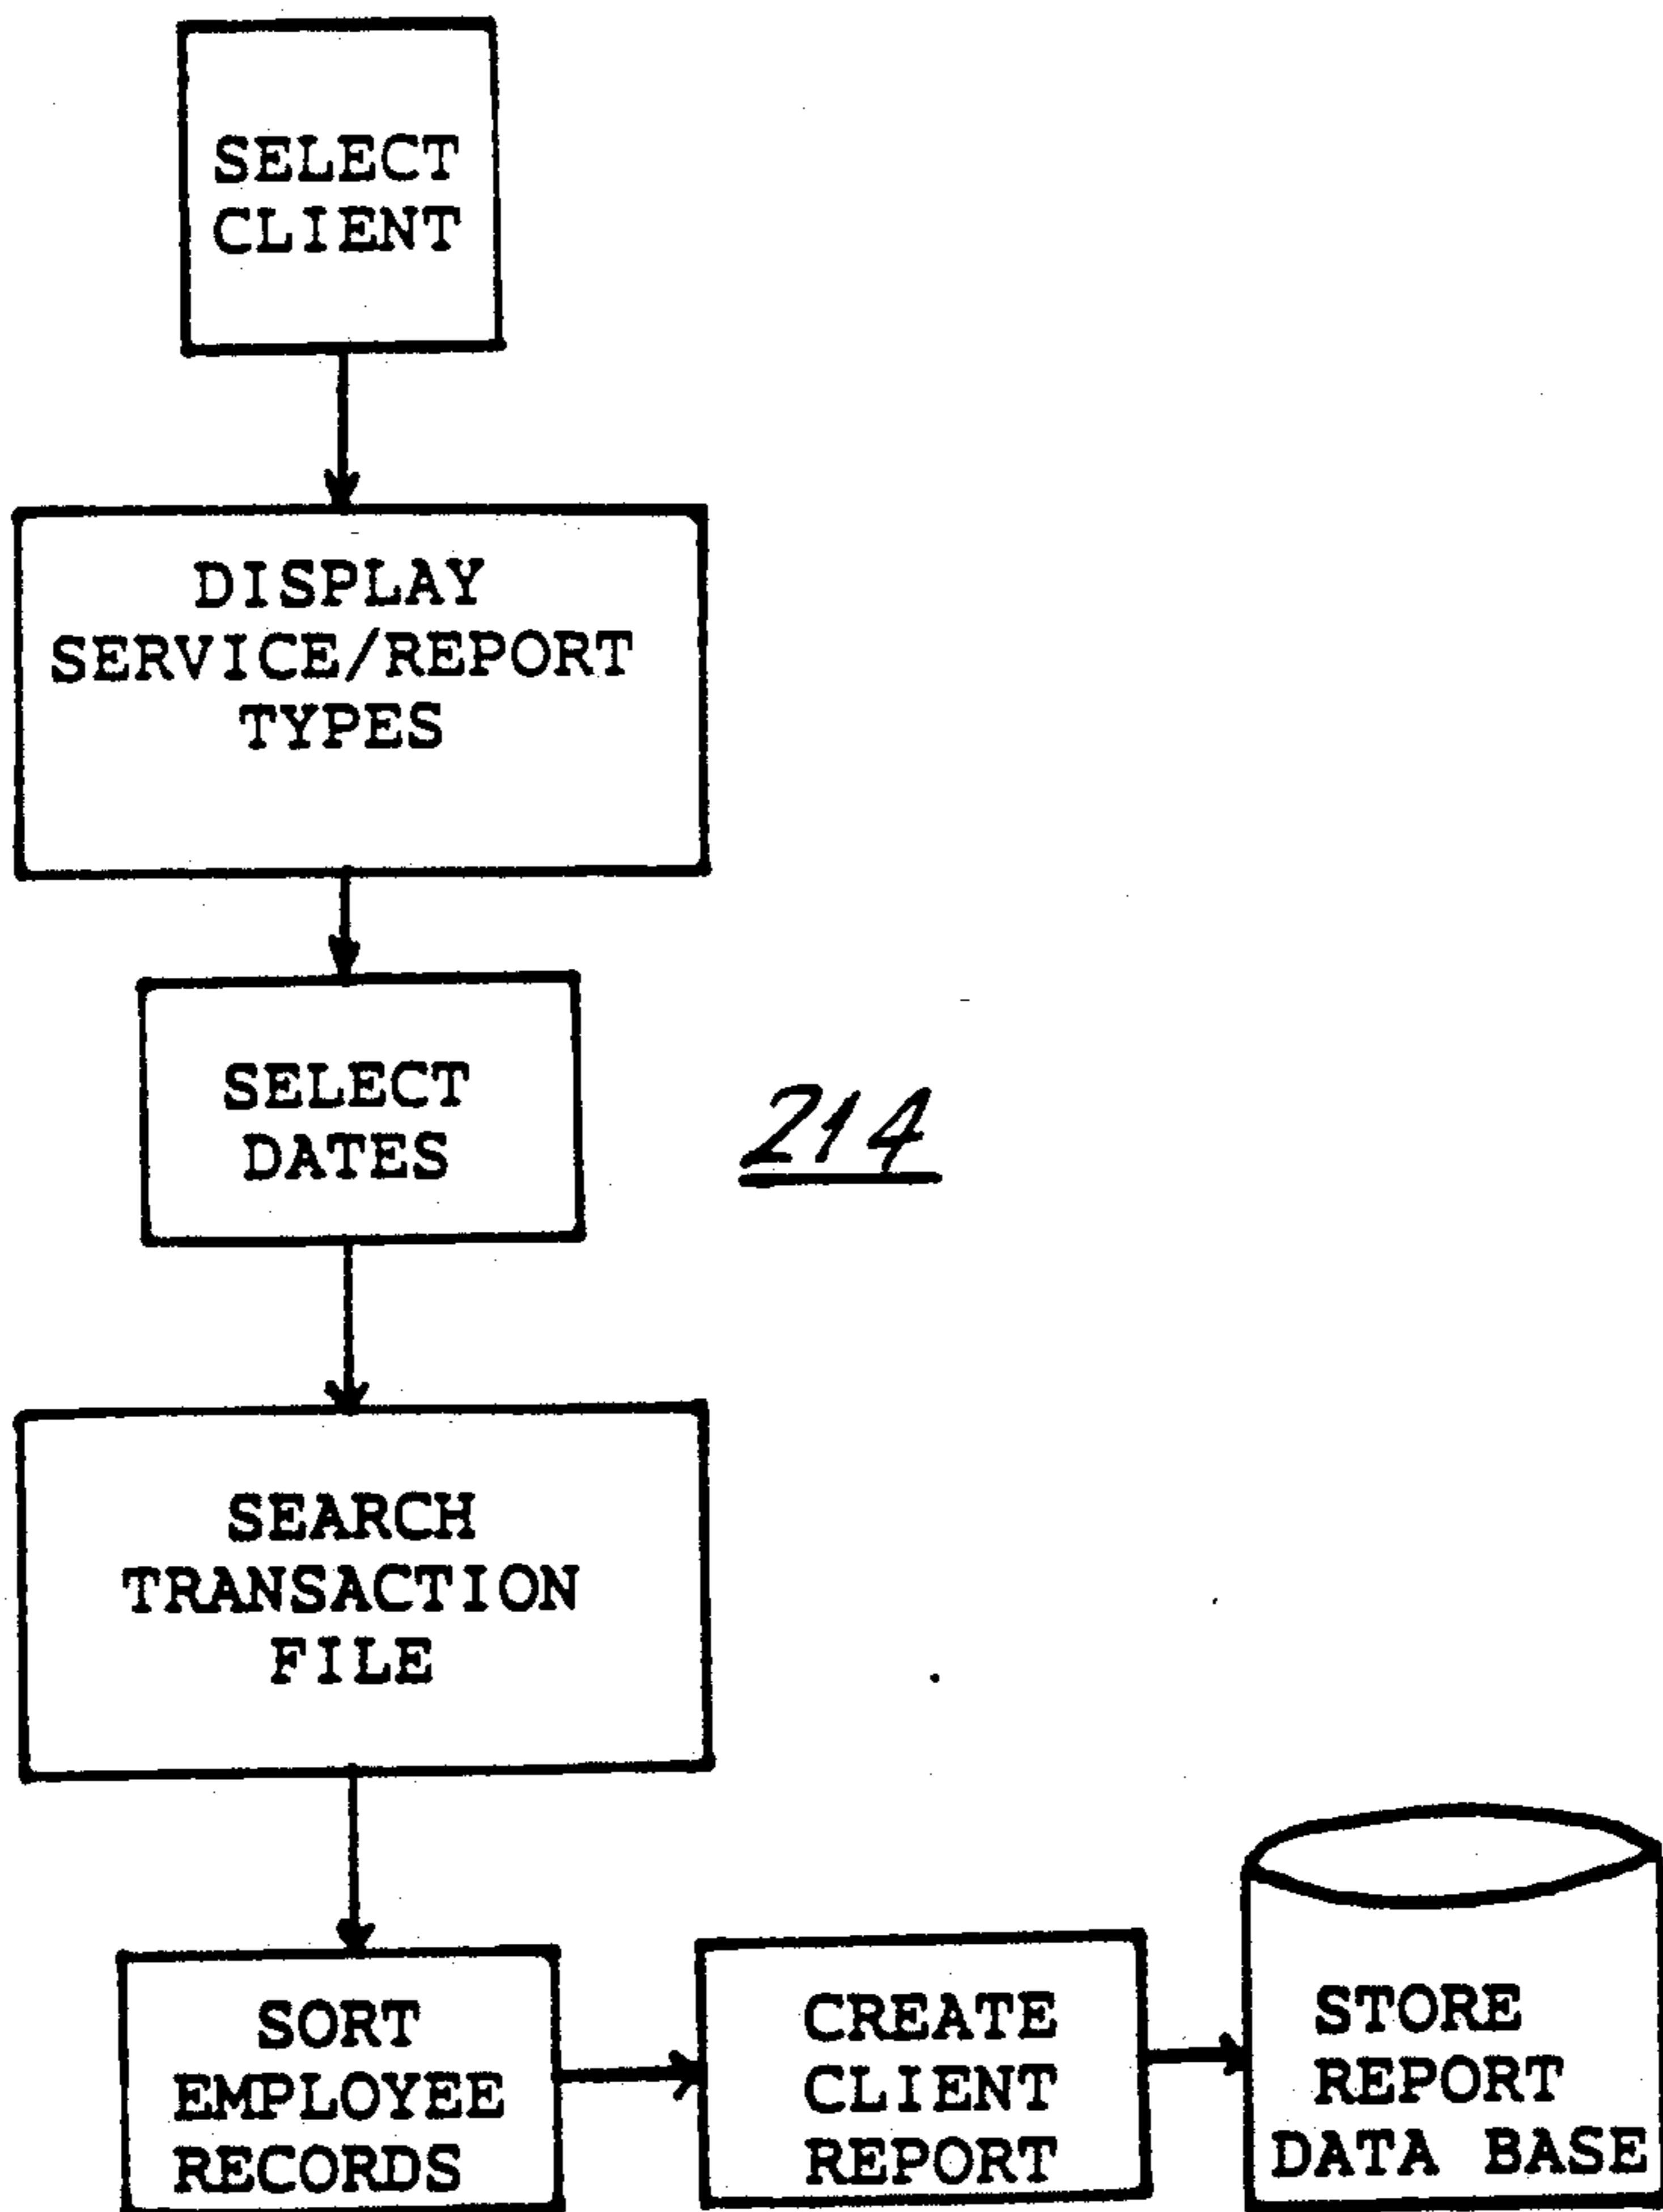 SELECT
CLIENT
DISPLAY
SERVICE/REPORT
TYPES
SELECT
DATES
214
SEARCH
TRANSACTION
FILE
SORT
EMPLOYEE
RECORDS
CREATE
CLIENT
REPORT
STORE
REPORT
DATA BASE